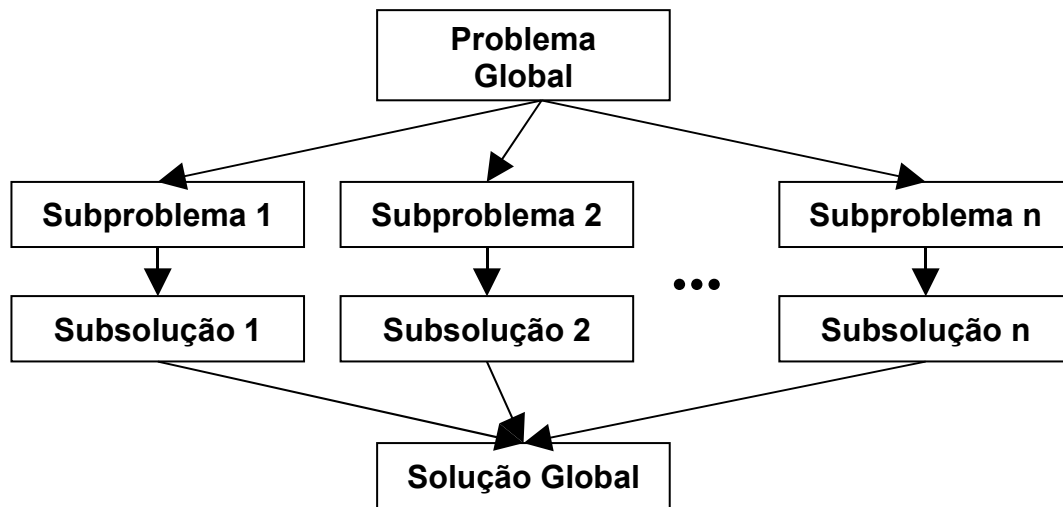 Problema
Global
Subproblema 1
Subproblema 2
Subproblema n
...
Subsolução 1
Subsolução 2
Subsolução n
Solução Global